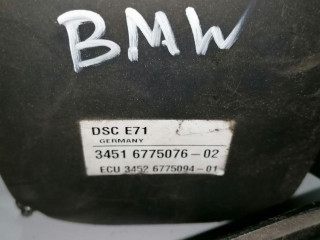 BMW
DSC E71
GERMANY
3451 6775076-02
ECU 3452 6775094-01